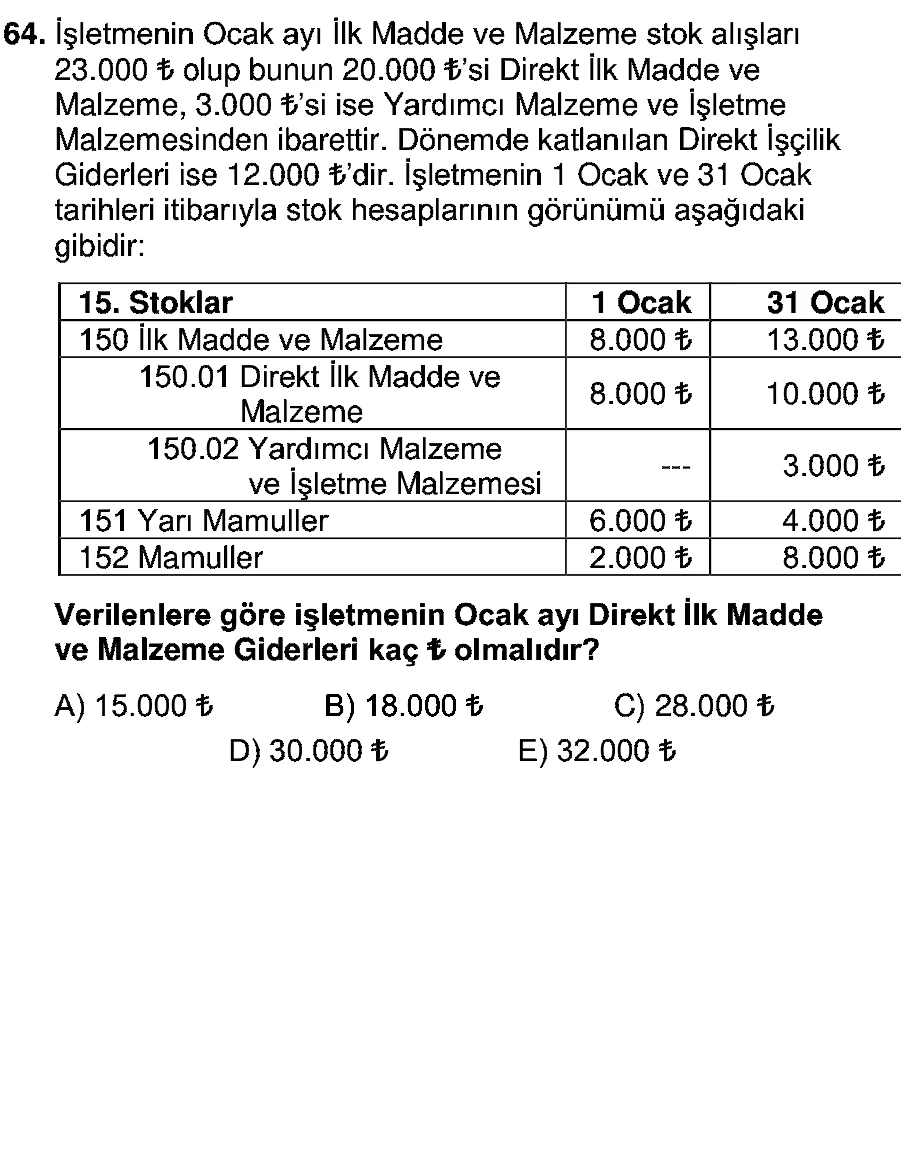 64. İşletmenin Ocak ayı İlk Madde ve Malzeme stok alışları
23.000 ₺ olup bunun 20.000 ₺’si Direkt İlk Madde ve
Malzeme, 3.000 ₺’si ise Yardımcı Malzeme ve İşletme
Malzemesinden ibarettir. Dönemde katlanılan Direkt İşçilik
Giderleri ise 12.000 ₺’dir. İşletmenin 1 Ocak ve 31 Ocak
tarihleri itibarıyla stok hesaplarının görünümü aşağıdaki
gibidir:
15. Stoklar 1 Ocak 31 Ocak
150 İlk Madde ve Malzeme 8.000 ₺ 13.000 ₺
150.01 Direkt İlk Madde ve
Malzeme 8.000 ₺ 10.000 ₺
150.02 Yardımcı Malzeme
ve İşletme Malzemesi --- 3.000 ₺
151 Yarı Mamuller 6.000 ₺ 4.000 ₺
152 Mamuller 2.000 ₺ 8.000 ₺
Verilenlere göre işletmenin Ocak ayı Direkt İlk Madde
ve Malzeme Giderleri kaç ₺ olmalıdır?
A) 15.000 ₺ B) 18.000 ₺ C) 28.000 ₺
D) 30.000 ₺ E) 32.000 ₺